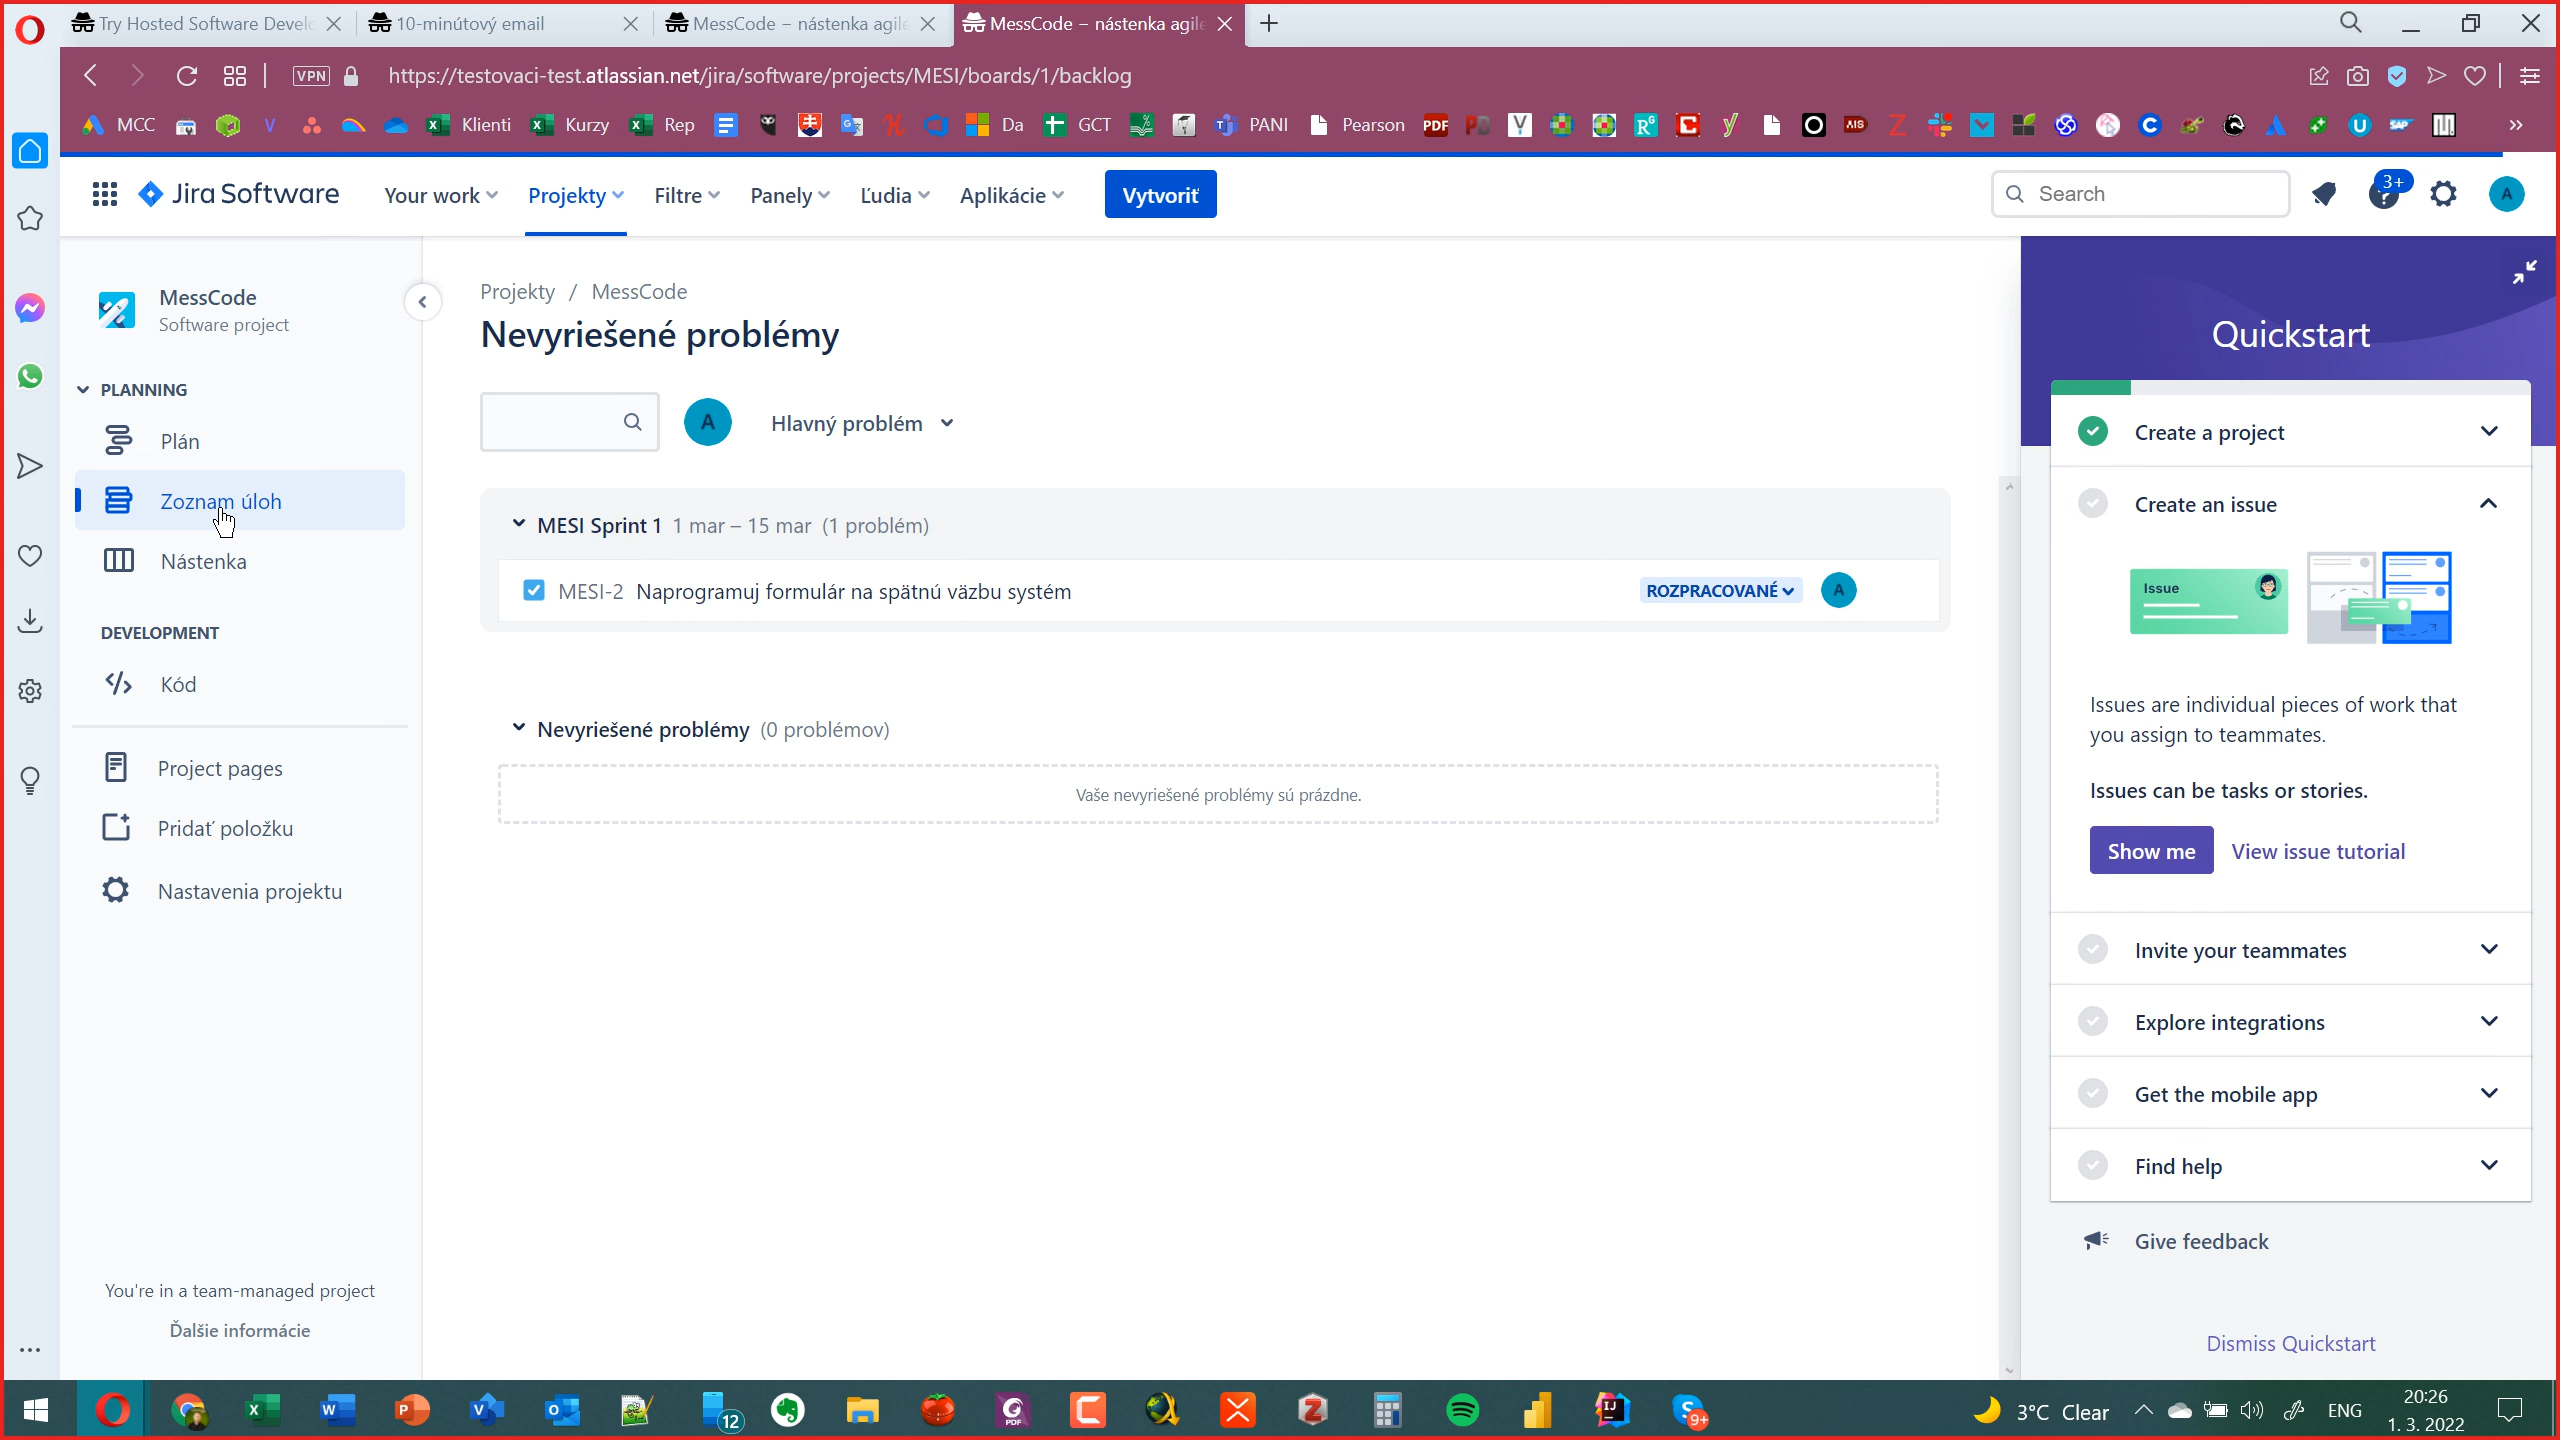 Try Hosted Software Develo
10-minútový email
MessCode – nástenka agile
MessCode – nástenka agile
VPN
https://testovaci-test.atlassian.net/jira/software/projects/MESI/boards/1/backlog
MCC
Klienti
Kurzy
Rep
Da
GCT
PANI
Pearson
Jira Software
Your work
Projekty
Filtre
Panely
Ľudia
Aplikácie
Vytvoriť
Search
3+
A
MessCode
Software project
PLANNING
Plán
Zoznam úloh
Nástenka
DEVELOPMENT
Kód
Project pages
Pridať položku
Nastavenia projektu
You're in a team-managed project
Ďalšie informácie
Projekty / MessCode
Nevyriešené problémy
A
Hlavný problém
MESI Sprint 1 1 mar – 15 mar (1 problém)
MESI-2 Naprogramuj formulár na spätnú väzbu systém
ROZPRACOVANÉ
A
Nevyriešené problémy (0 problémov)
Vaše nevyriešené problémy sú prázdne.
Quickstart
Create a project
Create an issue
Issue
Issues are individual pieces of work that
you assign to teammates.
Issues can be tasks or stories.
Show me
View issue tutorial
Invite your teammates
Explore integrations
Get the mobile app
Find help
Give feedback
Dismiss Quickstart
12
9+
3°C Clear
ENG
20:26
1. 3. 2022